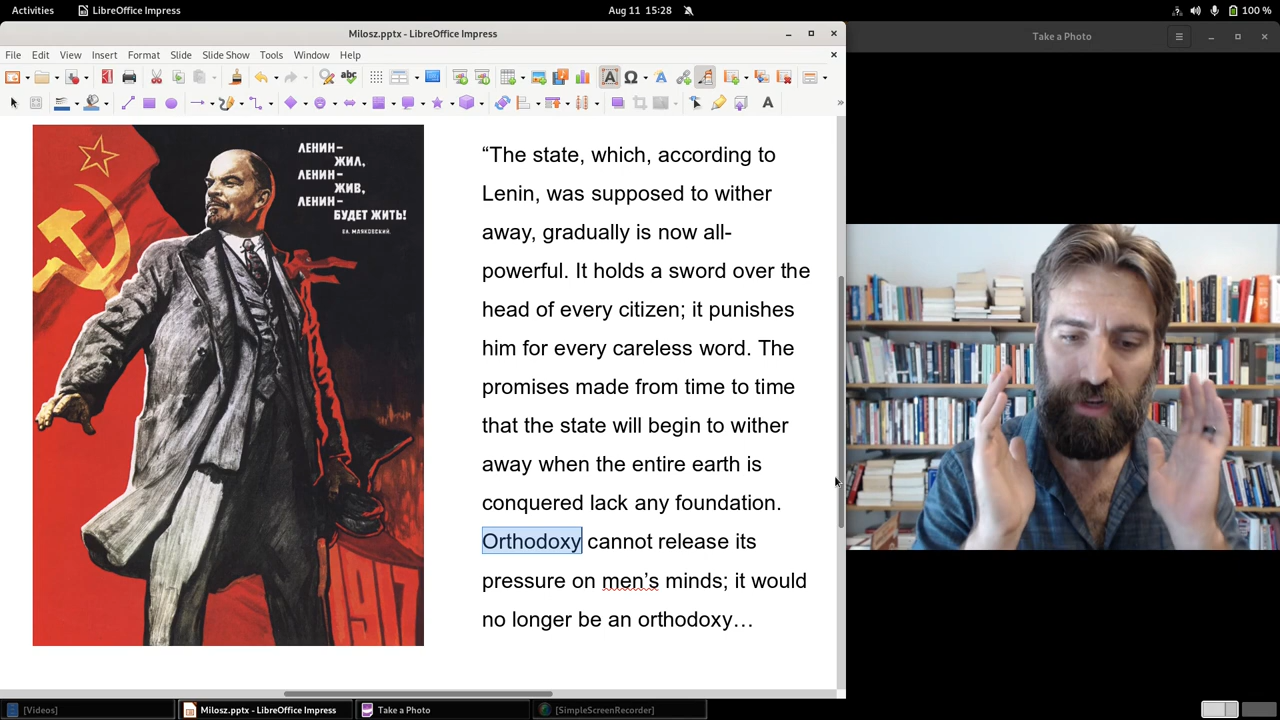 Activities
LibreOffice Impress
Aug 11 15:28
100 %
Milosz.pptx - LibreOffice Impress
File Edit View Insert Format Slide Slide Show Tools Window Help
Take a Photo
ЛЕНИН–
ЖИЛ,
ЛЕНИН–
ЖИВ,
ЛЕНИН–
БУДЕТ ЖИТЬ!
ВЛ. МАЯКОВСКИЙ.
1917
“The state, which, according to
Lenin, was supposed to wither
away, gradually is now all-
powerful. It holds a sword over the
head of every citizen; it punishes
him for every careless word. The
promises made from time to time
that the state will begin to wither
away when the entire earth is
conquered lack any foundation.
Orthodoxy cannot release its
pressure on men’s minds; it would
no longer be an orthodoxy…
[Videos]
Milosz.pptx - LibreOffice Impress
Take a Photo
[SimpleScreenRecorder]